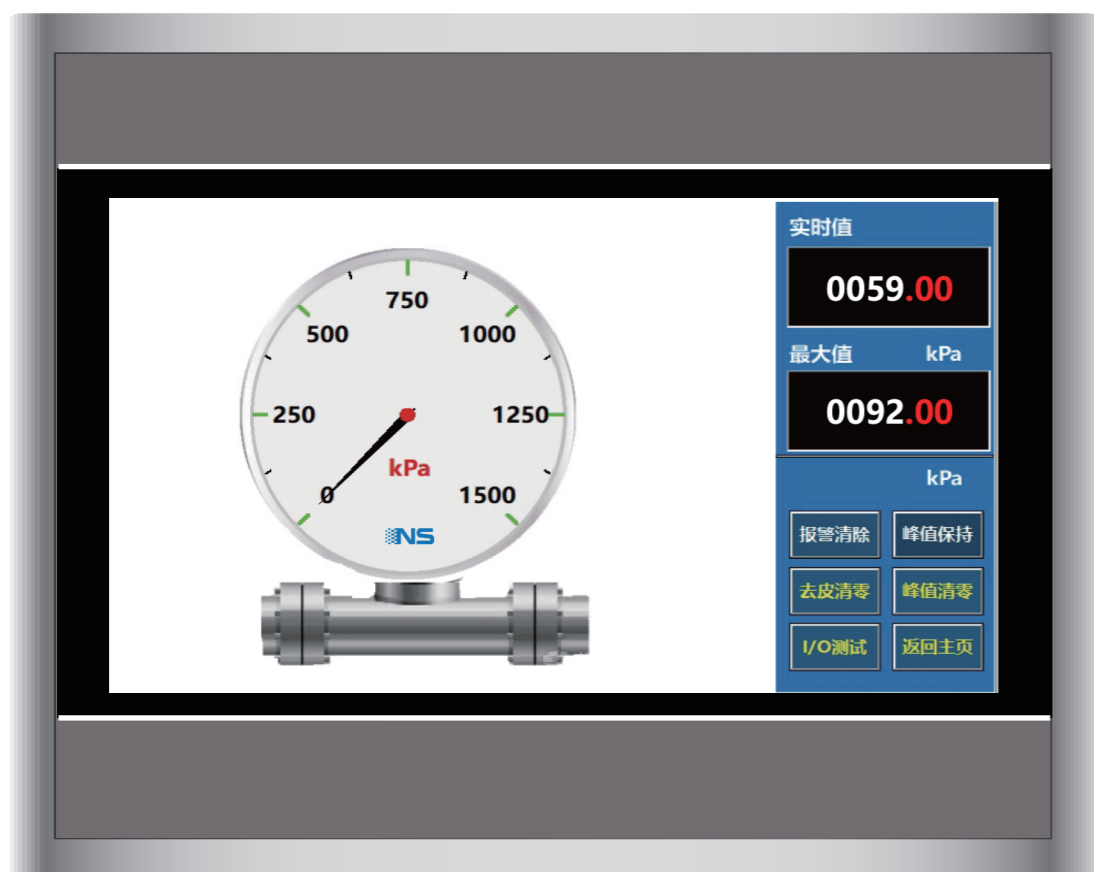 750
500
1000
250
1250
kPa
0
1500
NS
实时值
0059.00
最大值 kPa
0092.00
kPa
报警清除 峰值保持
去皮清零 峰值清零
I/O测试 返回主页